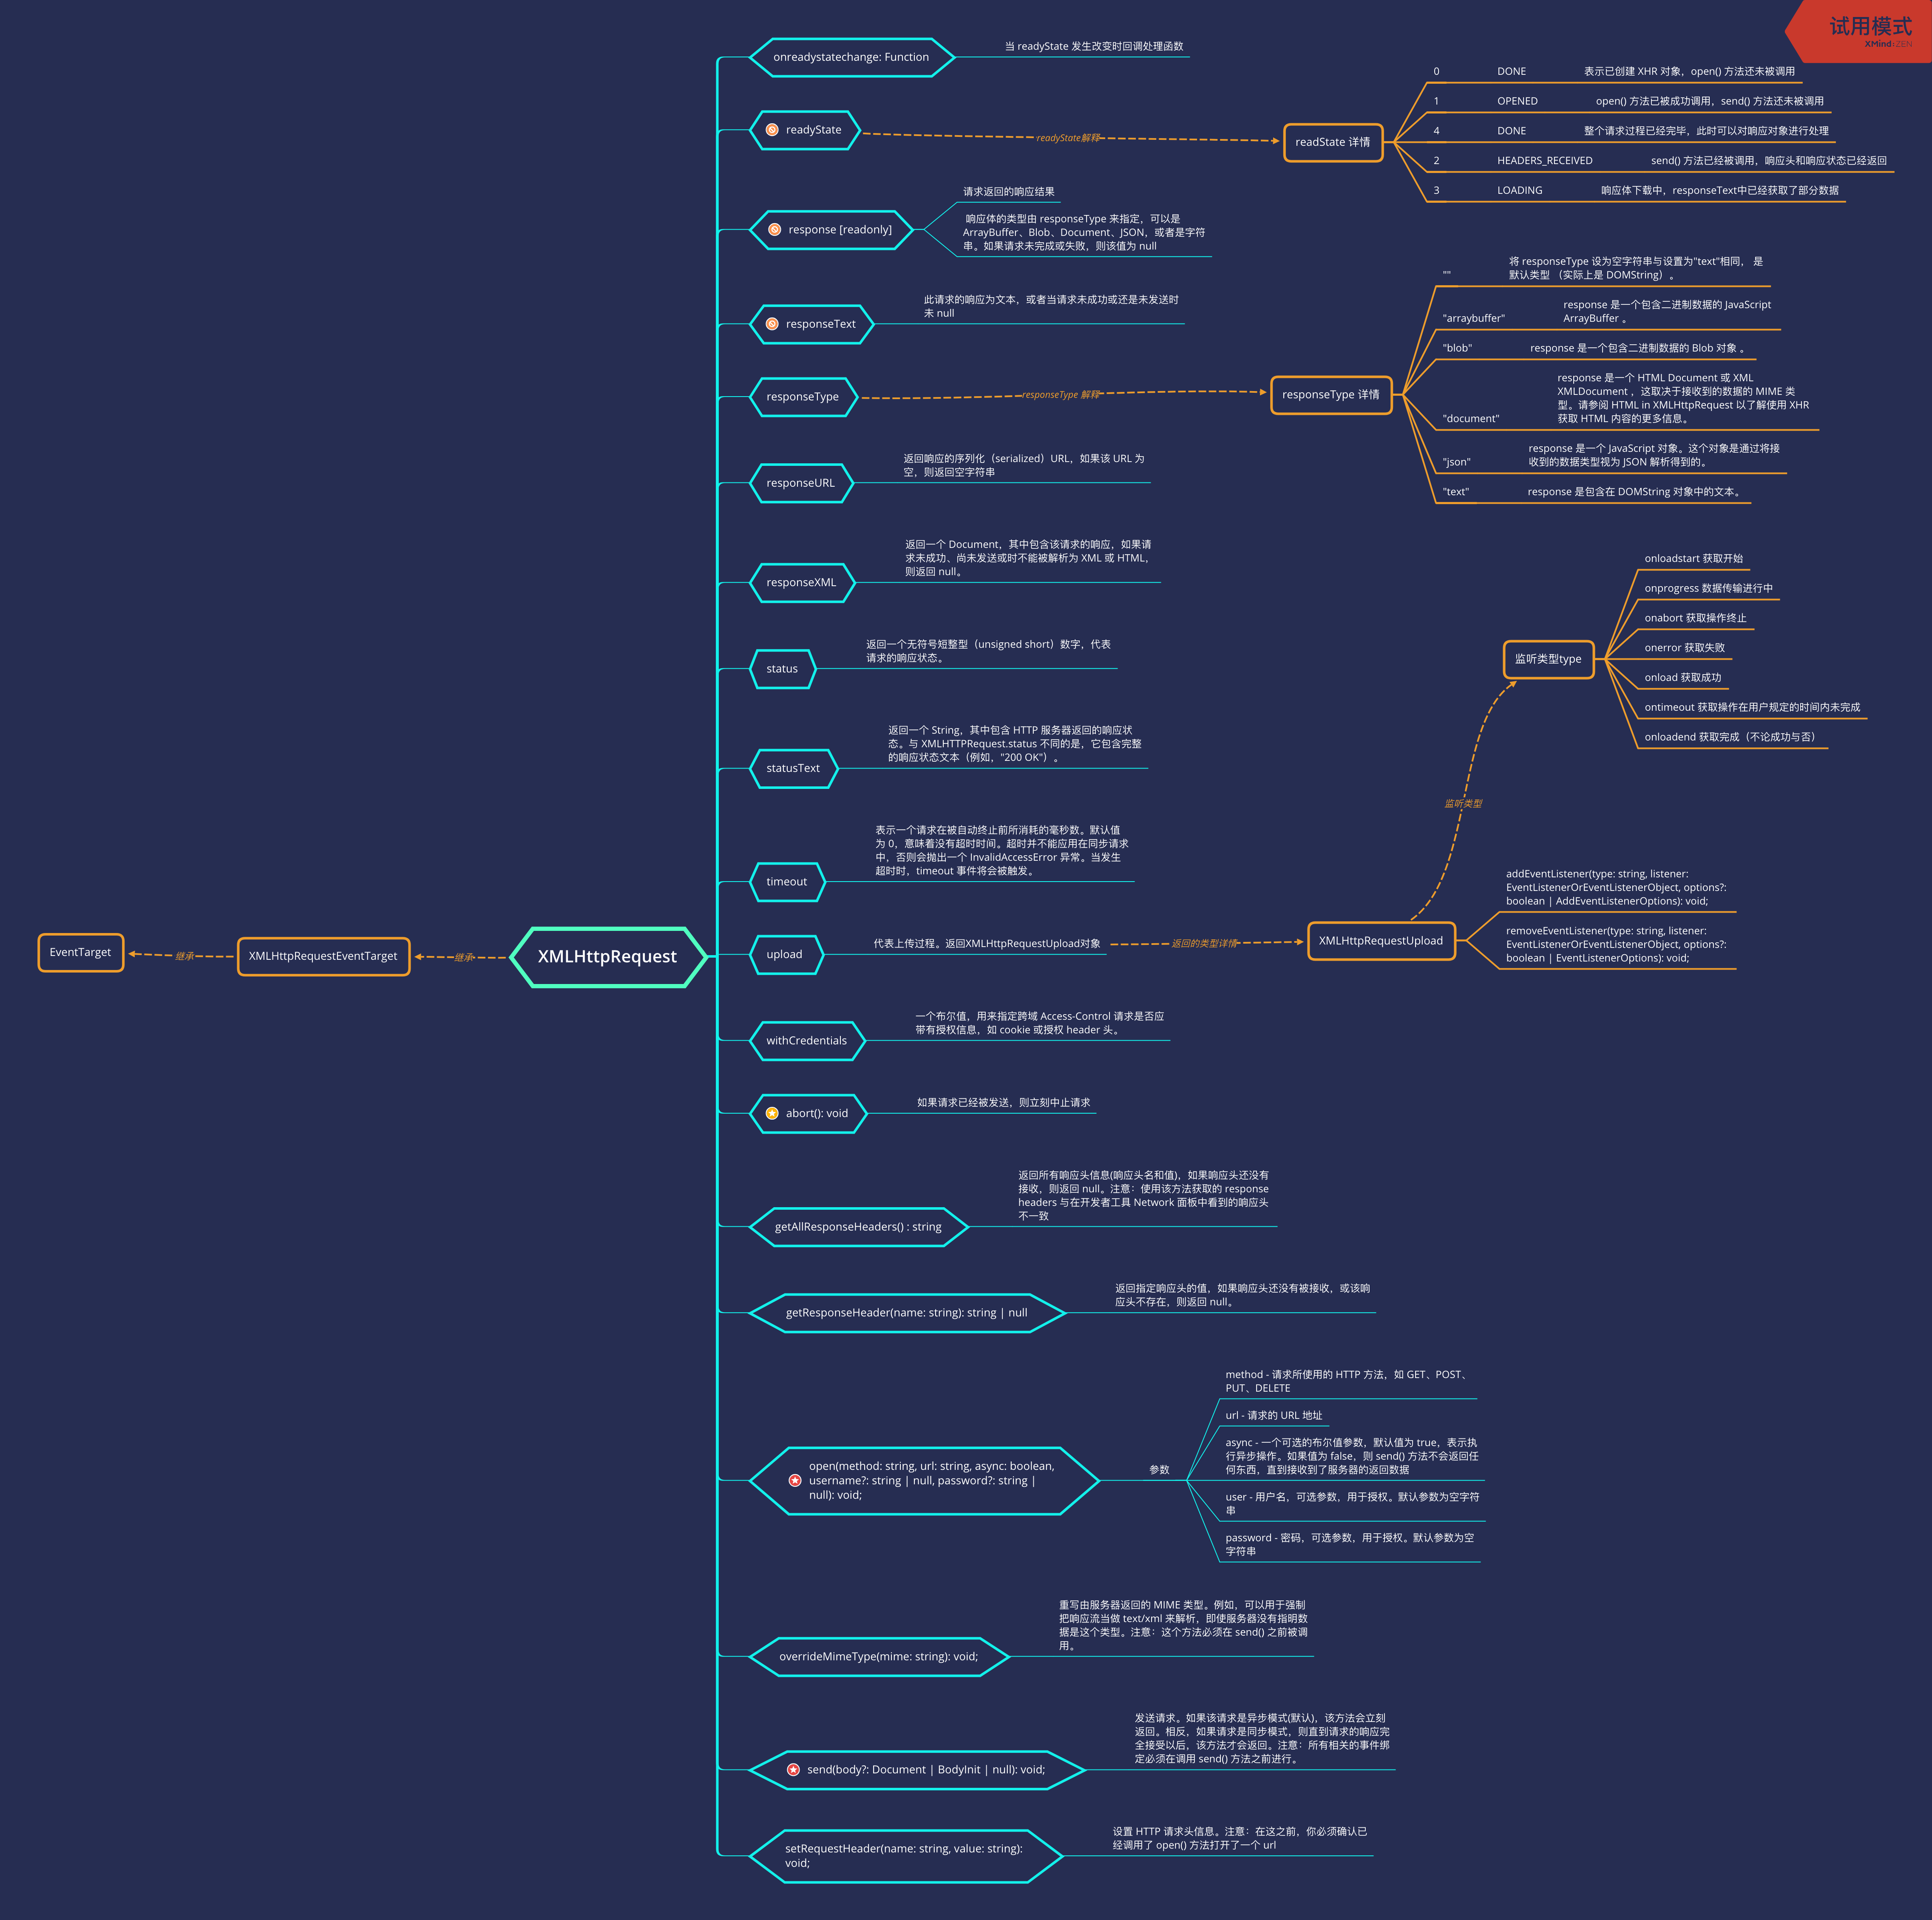 试用模式
XMind:ZEN
onreadystatechange: Function
当 readyState 发生改变时回调处理函数
readyState
readyState解释
readState 详情
0
DONE
表示已创建 XHR 对象，open() 方法还未被调用
1
OPENED
open() 方法已被成功调用，send() 方法还未被调用
4
DONE
整个请求过程已经完毕，此时可以对响应对象进行处理
2
HEADERS_RECEIVED
send() 方法已经被调用，响应头和响应状态已经返回
3
LOADING
响应体下载中，responseText中已经获取了部分数据
response [readonly]
请求返回的响应结果
响应体的类型由 responseType 来指定，可以是
ArrayBuffer、Blob、Document、JSON，或者是字符
串。如果请求未完成或失败，则该值为 null
responseText
此请求的响应为文本，或者当请求未成功或还是未发送时
未 null
responseType
responseType 解释
responseType 详情
""
将 responseType 设为空字符串与设置为"text"相同， 是
默认类型 （实际上是 DOMString）。
"arraybuffer"
response 是一个包含二进制数据的 JavaScript
ArrayBuffer 。
"blob"
response 是一个包含二进制数据的 Blob 对象 。
"document"
response 是一个 HTML Document 或 XML
XMLDocument ，这取决于接收到的数据的 MIME 类
型。请参阅 HTML in XMLHttpRequest 以了解使用 XHR
获取 HTML 内容的更多信息。
"json"
response 是一个 JavaScript 对象。这个对象是通过将接
收到的数据类型视为 JSON 解析得到的。
"text"
response 是包含在 DOMString 对象中的文本。
responseURL
返回响应的序列化（serialized）URL，如果该 URL 为
空，则返回空字符串
responseXML
返回一个 Document，其中包含该请求的响应，如果请
求未成功、尚未发送或时不能被解析为 XML 或 HTML，
则返回 null。
status
返回一个无符号短整型（unsigned short）数字，代表
请求的响应状态。
statusText
返回一个 String，其中包含 HTTP 服务器返回的响应状
态。与 XMLHTTPRequest.status 不同的是，它包含完整
的响应状态文本（例如，"200 OK"）。
timeout
表示一个请求在被自动终止前所消耗的毫秒数。默认值
为 0，意味着没有超时时间。超时并不能应用在同步请求
中，否则会抛出一个 InvalidAccessError 异常。当发生
超时时，timeout 事件将会被触发。
upload
代表上传过程。返回XMLHttpRequestUpload对象
返回的类型详情
XMLHttpRequestUpload
addEventListener(type: string, listener:
EventListenerOrEventListenerObject, options?:
boolean | AddEventListenerOptions): void;
removeEventListener(type: string, listener:
EventListenerOrEventListenerObject, options?:
boolean | EventListenerOptions): void;
监听类型
监听类型type
onloadstart 获取开始
onprogress 数据传输进行中
onabort 获取操作终止
onerror 获取失败
onload 获取成功
ontimeout 获取操作在用户规定的时间内未完成
onloadend 获取完成（不论成功与否）
EventTarget
继承
XMLHttpRequestEventTarget
继承
XMLHttpRequest
withCredentials
一个布尔值，用来指定跨域 Access-Control 请求是否应
带有授权信息，如 cookie 或授权 header 头。
abort(): void
如果请求已经被发送，则立刻中止请求
getAllResponseHeaders() : string
返回所有响应头信息(响应头名和值)，如果响应头还没有
接收，则返回 null。注意：使用该方法获取的 response
headers 与在开发者工具 Network 面板中看到的响应头
不一致
getResponseHeader(name: string): string | null
返回指定响应头的值，如果响应头还没有被接收，或该响
应头不存在，则返回 null。
open(method: string, url: string, async: boolean,
username?: string | null, password?: string |
null): void;
参数
method - 请求所使用的 HTTP 方法，如 GET、POST、
PUT、DELETE
url - 请求的 URL 地址
async - 一个可选的布尔值参数，默认值为 true，表示执
行异步操作。如果值为 false，则 send() 方法不会返回任
何东西，直到接收到了服务器的返回数据
user - 用户名，可选参数，用于授权。默认参数为空字符
串
password - 密码，可选参数，用于授权。默认参数为空
字符串
overrideMimeType(mime: string): void;
重写由服务器返回的 MIME 类型。例如，可以用于强制
把响应流当做 text/xml 来解析，即使服务器没有指明数
据是这个类型。注意：这个方法必须在 send() 之前被调
用。
send(body?: Document | BodyInit | null): void;
发送请求。如果该请求是异步模式(默认)，该方法会立刻
返回。相反，如果请求是同步模式，则直到请求的响应完
全接受以后，该方法才会返回。注意：所有相关的事件绑
定必须在调用 send() 方法之前进行。
setRequestHeader(name: string, value: string):
void;
设置 HTTP 请求头信息。注意：在这之前，你必须确认已
经调用了 open() 方法打开了一个 url